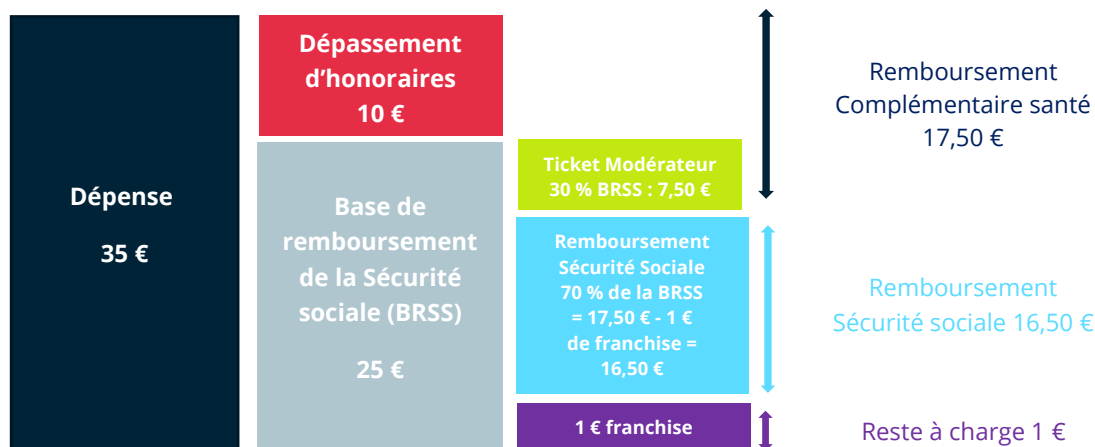 Dépense
35 €
Dépassement
d’honoraires
10 €
Base de
remboursement
de la Sécurité
sociale (BRSS)
25 €
Ticket Modérateur
30 % BRSS : 7,50 €
Remboursement
Sécurité Sociale
70 % de la BRSS
= 17,50 € - 1 €
de franchise =
16,50 €
1 € franchise
Remboursement
Complémentaire santé
17,50 €
Remboursement
Sécurité sociale 16,50 €
Reste à charge 1 €